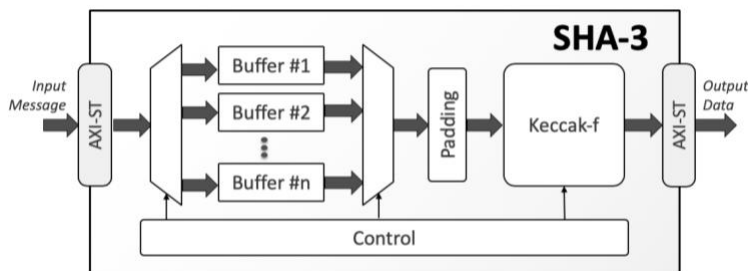 SHA-3
Input
Message
AXI-ST
Buffer #1
Buffer #2
Buffer #n
Padding
Keccak-f
AXI-ST
Output
Data
Control